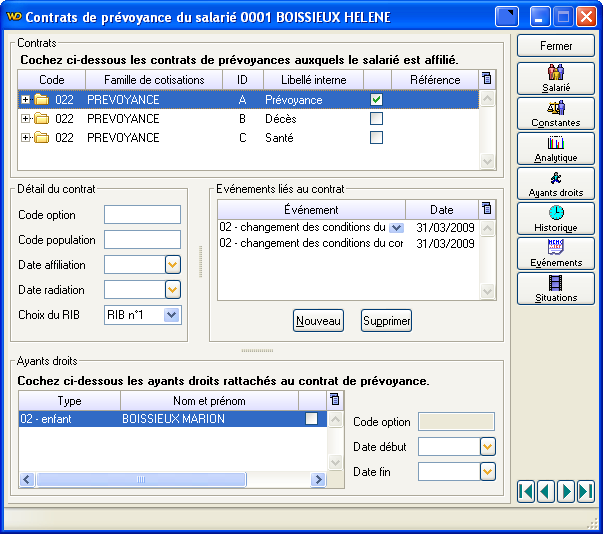 WD Contrats de prévoyance du salarié 0001 BOISSIEUX HELENE
Contrats
Cochez ci-dessous les contrats de prévoyances auxquels le salarié est affilié.
Code Famille de cotisations ID Libellé interne Référence
022 PREVOYANCE A Prévoyance
022 PREVOYANCE B Décès
022 PREVOYANCE C Santé
Détail du contrat
Code option
Code population
Date affiliation
Date radiation
Choix du RIB RIB n°1
Evénements liés au contrat
Événement Date
02 - changement des conditions du 31/03/2009
02 - changement des conditions du cor 31/03/2009
Nouveau Supprimer
Ayants droits
Cochez ci-dessous les ayants droits rattachés au contrat de prévoyance.
Type Nom et prénom
02 - enfant BOISSIEUX MARION
Code option
Date début
Date fin
Fermer
Salarié
Constantes
Analytique
Ayants droits
Historique
MEMO
Evénements
Situations